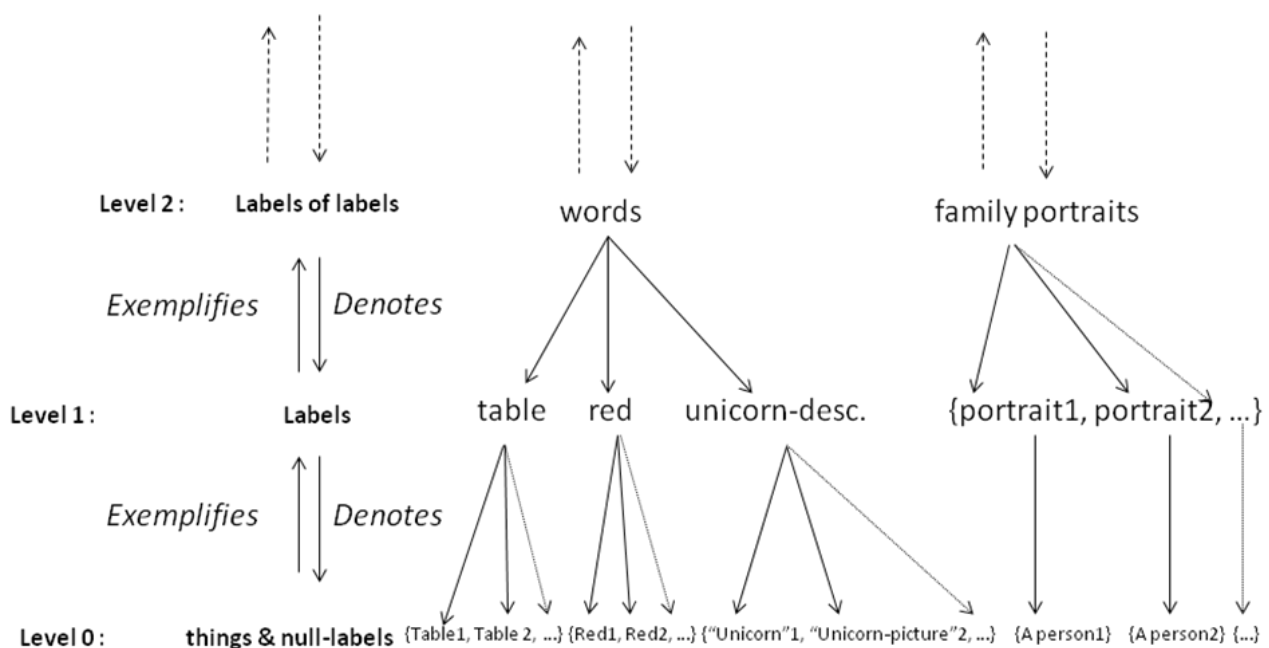 Level 2 : Labels of labels words family portraits
Exemplifies Denotes
Level 1 : Labels table red unicorn-desc. {portrait1, portrait2, ...}
Exemplifies Denotes
Level 0 : things & null-labels {Table1, Table 2, ...} {Red1, Red2, ...} {“Unicorn”1, “Unicorn-picture”2, ...} {A person1} {A person2} {...}